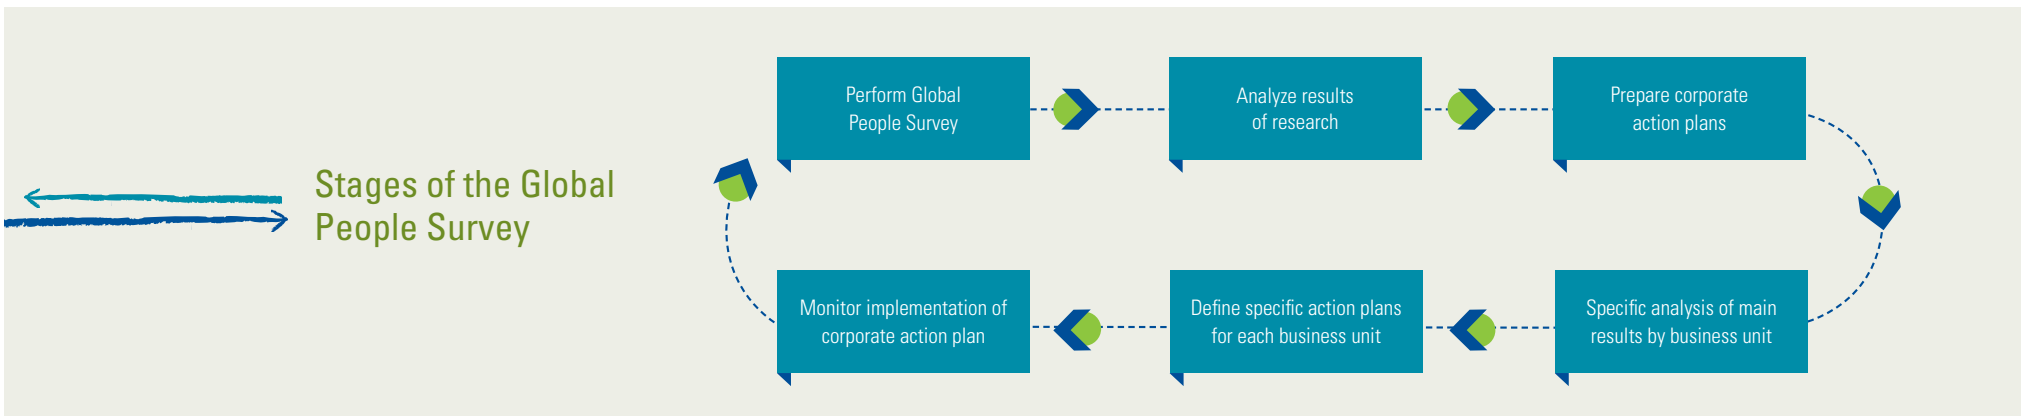 Stages of the Global
People Survey
Perform Global
People Survey
Analyze results
of research
Prepare corporate
action plans
Specific analysis of main
results by business unit
Define specific action plans
for each business unit
Monitor implementation of
corporate action plan